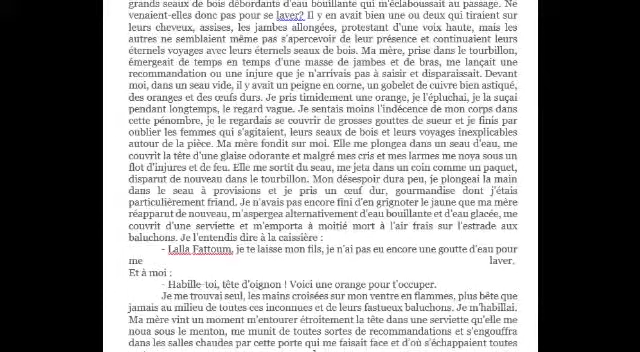 grands seaux de bois débordants d'eau bouillante qui m'éclaboussait au passage. Ne
venaient-elles donc pas pour se laver? Il y en avait bien une ou deux qui tiraient sur
leurs cheveux, assises, les jambes allongées, protestant d'une voix haute, mais les
autres ne semblaient même pas s'apercevoir de leur présence et continuaient leurs
éternels voyages avec leurs éternels seaux de bois. Ma mère, prise dans le tourbillon,
émergeait de temps en temps d'une masse de jambes et de bras, me lançait une
recommandation ou une injure que je n'arrivais pas à saisir et disparaissait. Devant
moi, dans un seau vide, il y avait un peigne en corne, un gobelet de cuivre bien astiqué,
des oranges et des œufs durs. Je pris timidement une orange, je l'épluchai, je la suçai
pendant longtemps, le regard vague. Je sentais moins l'indécence de mon corps dans
cette pénombre, je le regardais se couvrir de grosses gouttes de sueur et je finis par
oublier les femmes qui s'agitaient, leurs seaux de bois et leurs voyages inexplicables
autour de la pièce. Ma mère fondit sur moi. Elle me plongea dans un seau d'eau, me
couvrit la tête d'une glaise odorante et malgré mes cris et mes larmes me noya sous un
flot d'injures et de feu. Elle me sortit du seau, me jeta dans un coin comme un paquet,
disparut de nouveau dans le tourbillon. Mon désespoir dura peu, je plongeai la main
dans le seau à provisions et je pris un œuf dur, gourmandise dont j'étais
particulièrement friand. Je n'avais pas encore fini d'en grignoter le jaune que ma mère
réapparut de nouveau, m'aspergea alternativement d'eau bouillante et d'eau glacée, me
couvrit d'une serviette et m'emporta à moitié mort à l'air frais sur l'estrade aux
baluchons. Je l'entendis dire à la caissière :
- Lalla Fattoum, je te laisse mon fils, je n'ai pas eu encore une goutte d'eau pour
me laver.
Et à moi :
- Habille-toi, tête d'oignon ! Voici une orange pour t'occuper.
Je me trouvai seul, les mains croisées sur mon ventre en flammes, plus bête que
jamais au milieu de toutes ces inconnues et de leurs fastueux baluchons. Je m'habillai.
Ma mère vint un moment m'entourer étroitement la tête dans une serviette qu'elle me
noua sous le menton, me munit de toutes sortes de recommandations et s'engouffra
dans les salles chaudes par cette porte qui me faisait face et d'où s'échappaient toutes